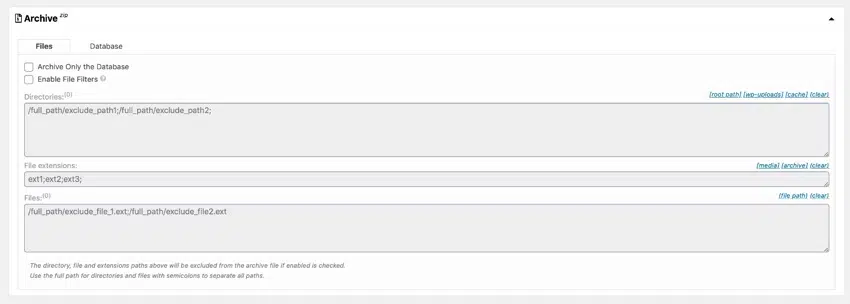 Archive zip
Files Database
Archive Only the Database
Enable File Filters ?
Directories:(0) [root path] [wp-uploads] [cache] (clear)
/full_path/exclude_path1;/full_path/exclude_path2;
File extensions: [media] [archive] (clear)
ext1;ext2;ext3;
Files:(0) (file path) (clear)
/full_path/exclude_file_1.ext;/full_path/exclude_file2.ext
The directory, file and extensions paths above will be excluded from the archive file if enabled is checked.
Use the full path for directories and files with semicolons to separate all paths.